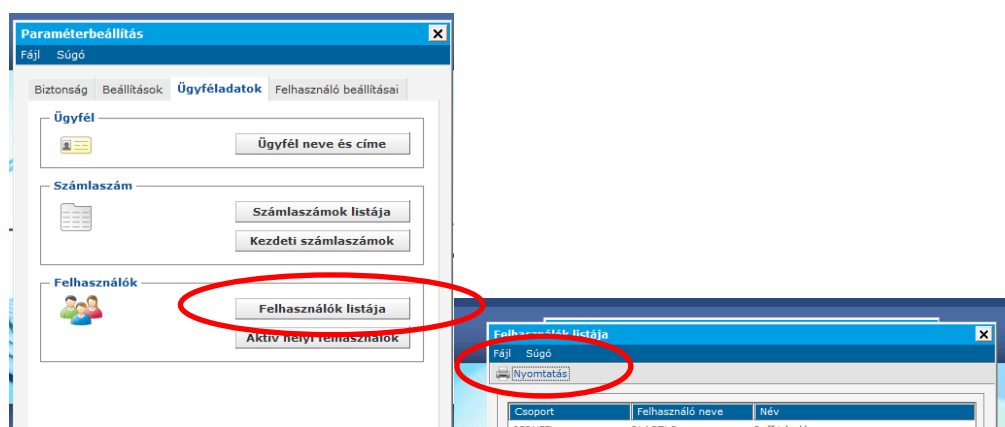 Paraméterbeállítás
Fájl Súgó
Biztonság Beállítások Ügyféladatok Felhasználó beállításai
Ügyfél
Ügyfél neve és címe
Számlaszám
Számlaszámok listája
Kezdeti számlaszámok
Felhasználók
Felhasználók listája
Aktív helyi felhasználók
Felhasználók listája
Fájl Súgó
Nyomtatás
Csoport Felhasználó neve Név